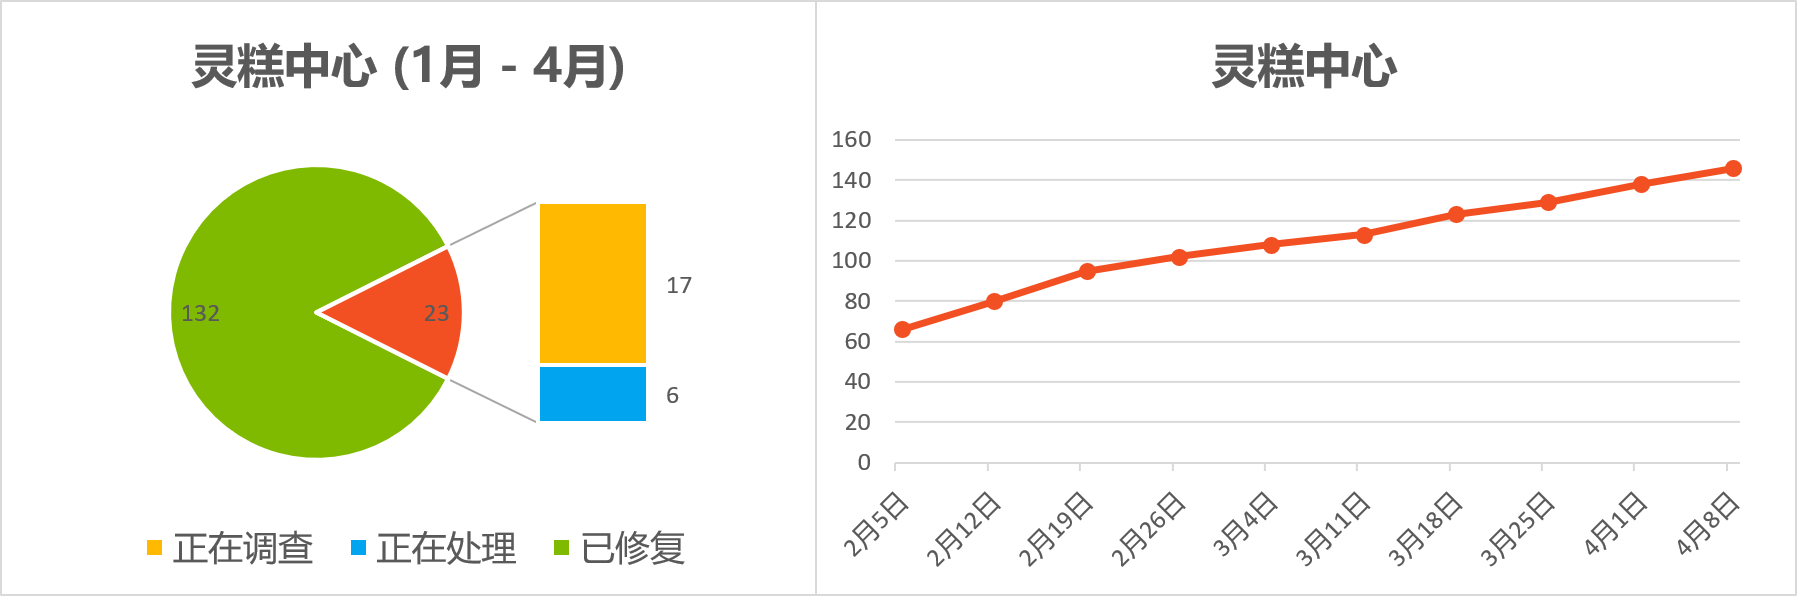 灵糕中心 (1月 - 4月)
132
23
17
6
正在调查
正在处理
已修复
灵糕中心
160
140
120
100
80
60
40
20
0
2月5日
2月12日
2月19日
2月26日
3月4日
3月11日
3月18日
3月25日
4月1日
4月8日